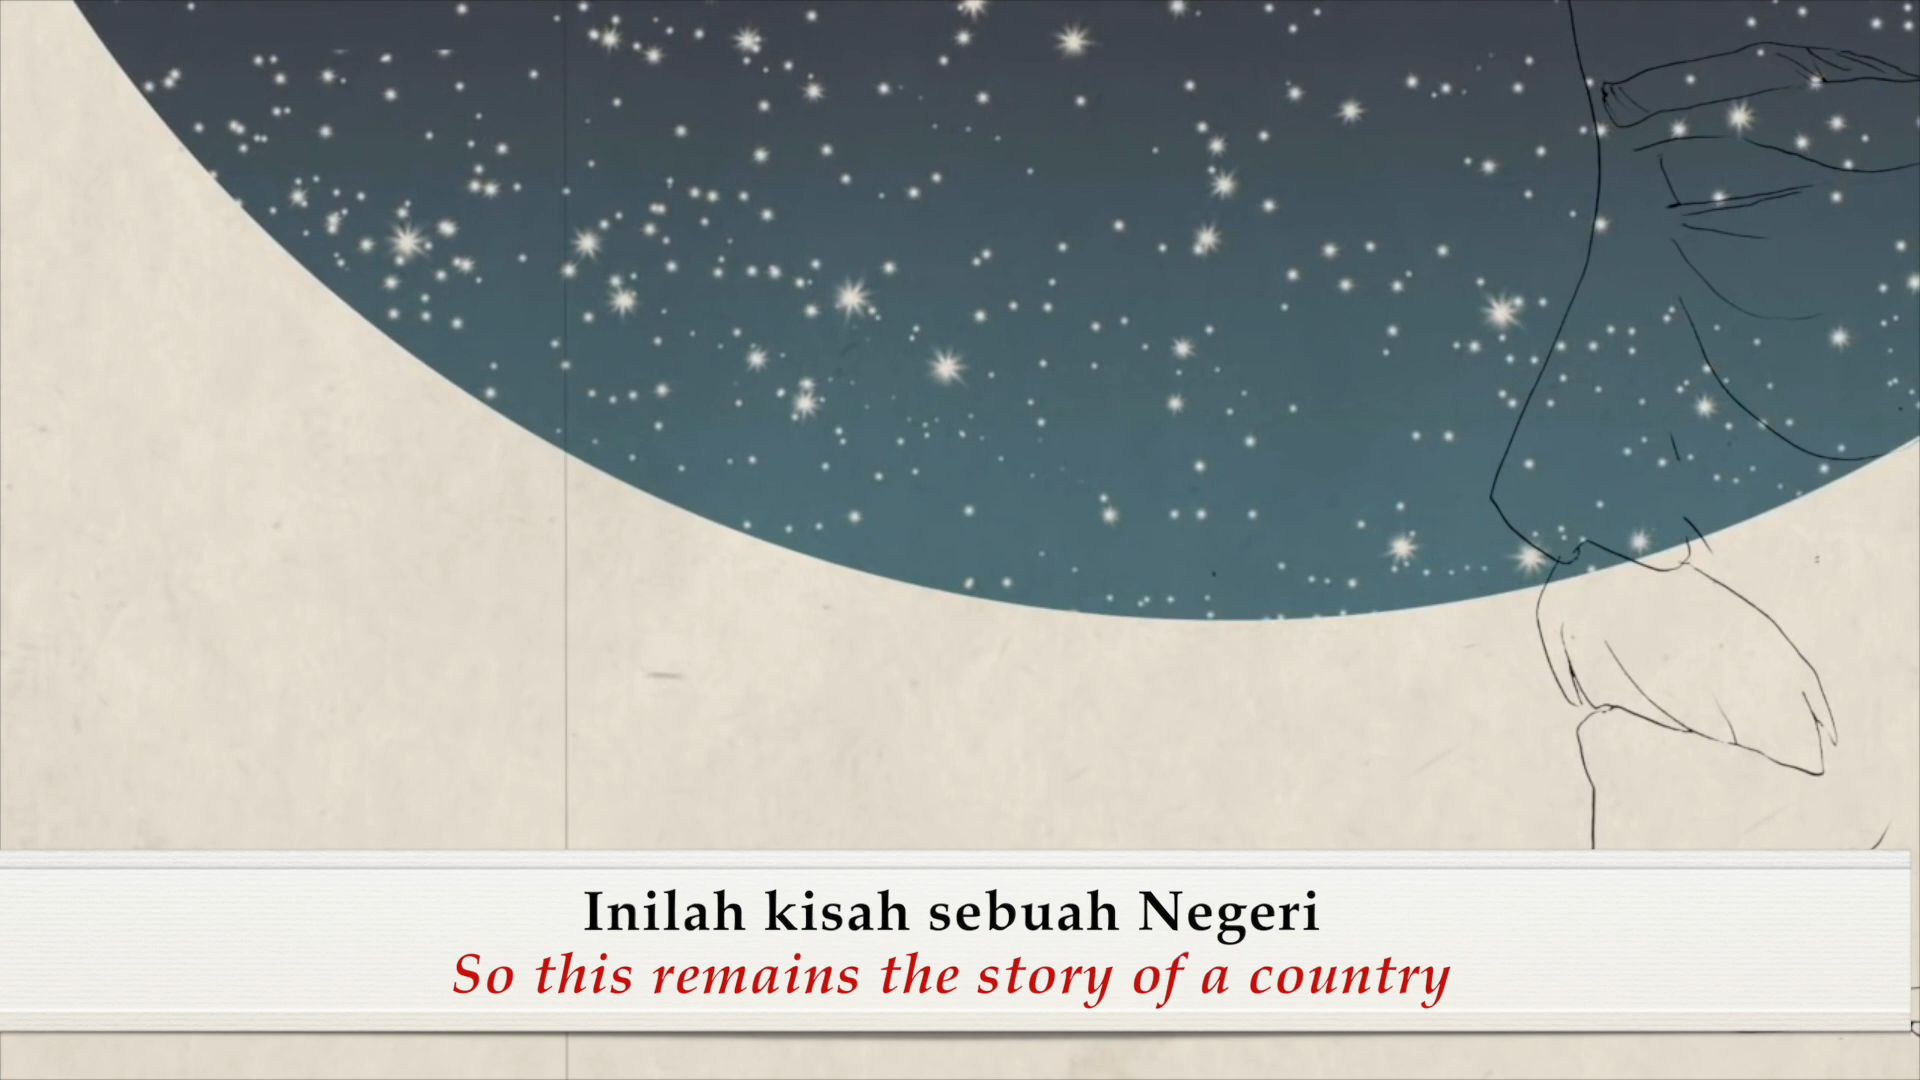 Inilah kisah sebuah Negeri
So this remains the story of a country